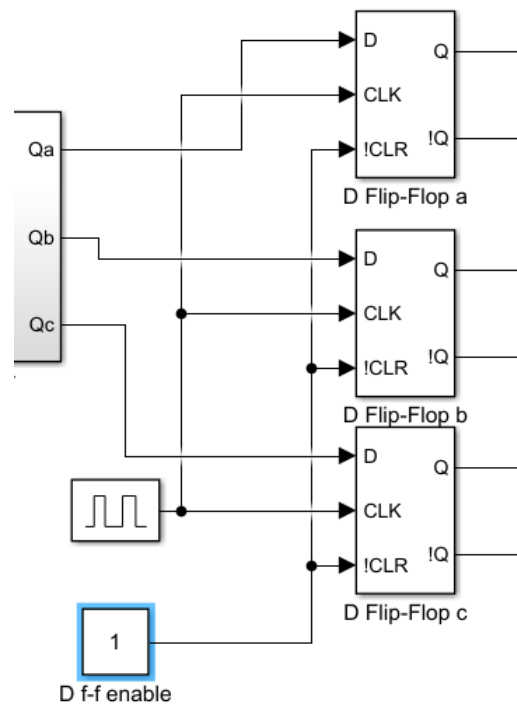 Qa
Qb
Qc
D
CLK
!CLR
Q
!Q
D Flip-Flop a
D
CLK
!CLR
Q
!Q
D Flip-Flop b
D
CLK
!CLR
Q
!Q
D Flip-Flop c
1
D f-f enable